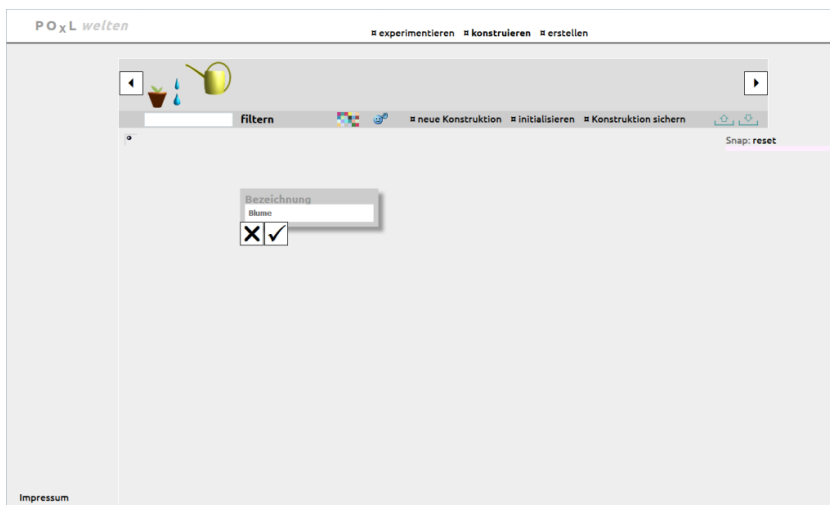 POXL welten
¤ experimentieren ¤ konstruieren ¤ erstellen
filtern ¤ neue Konstruktion ¤ initialisieren ¤ Konstruktion sichern
Snap: reset
Bezeichnung
Blume
Impressum